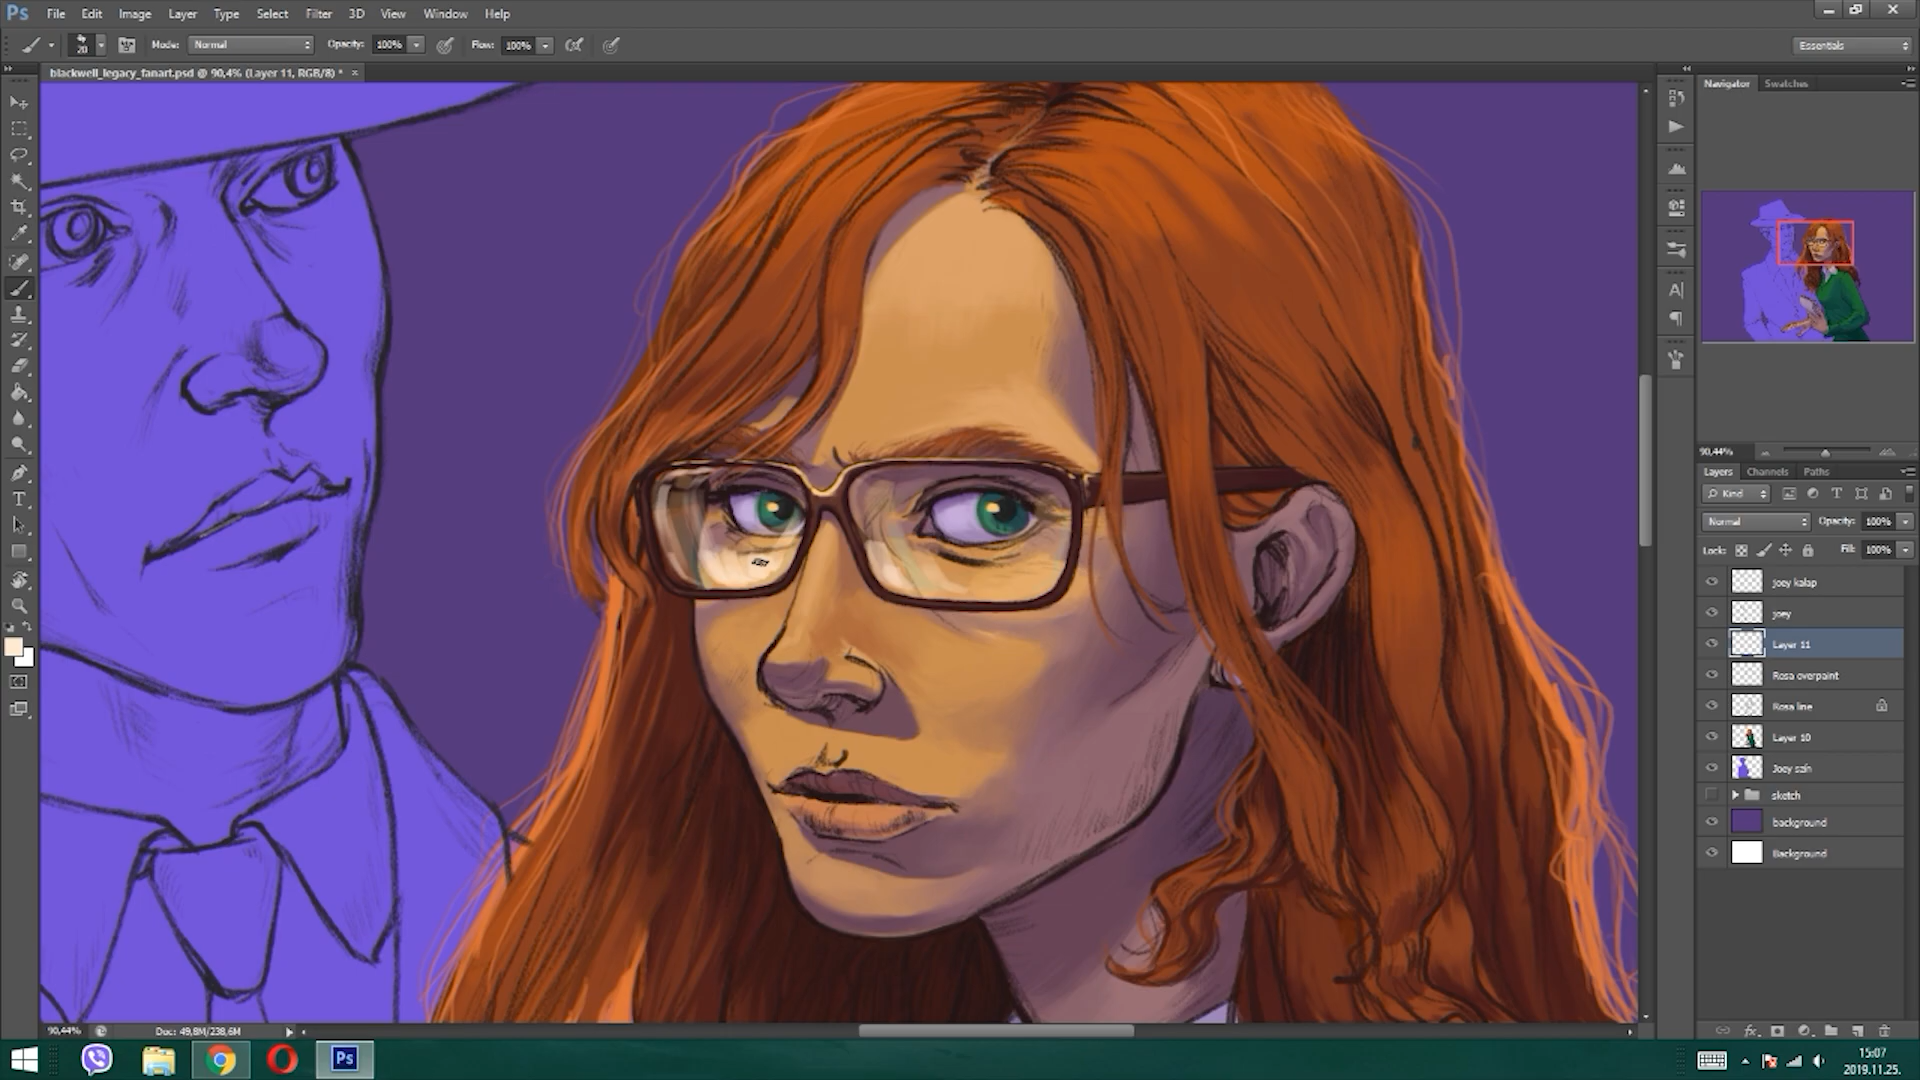 Ps File Edit Image Layer Type Select Filter 3D View Window Help
20 Mode: Normal Opacity: 100% Flow: 100% Essentials
blackwell_legacy_fanart.psd @ 90,4% (Layer 11, RGB/8) * ×
Navigator Swatches
90,44%
Layers Channels Paths
Kind
Normal Opacity: 100%
Lock: Fill: 100%
joey kalap
joey
Layer 11
Rosa overpaint
Rosa line
Layer 10
Joey szín
sketch
background
Background
90,44% Doc: 49,8M/238,6M
Ps
15:07
2019.11.25.